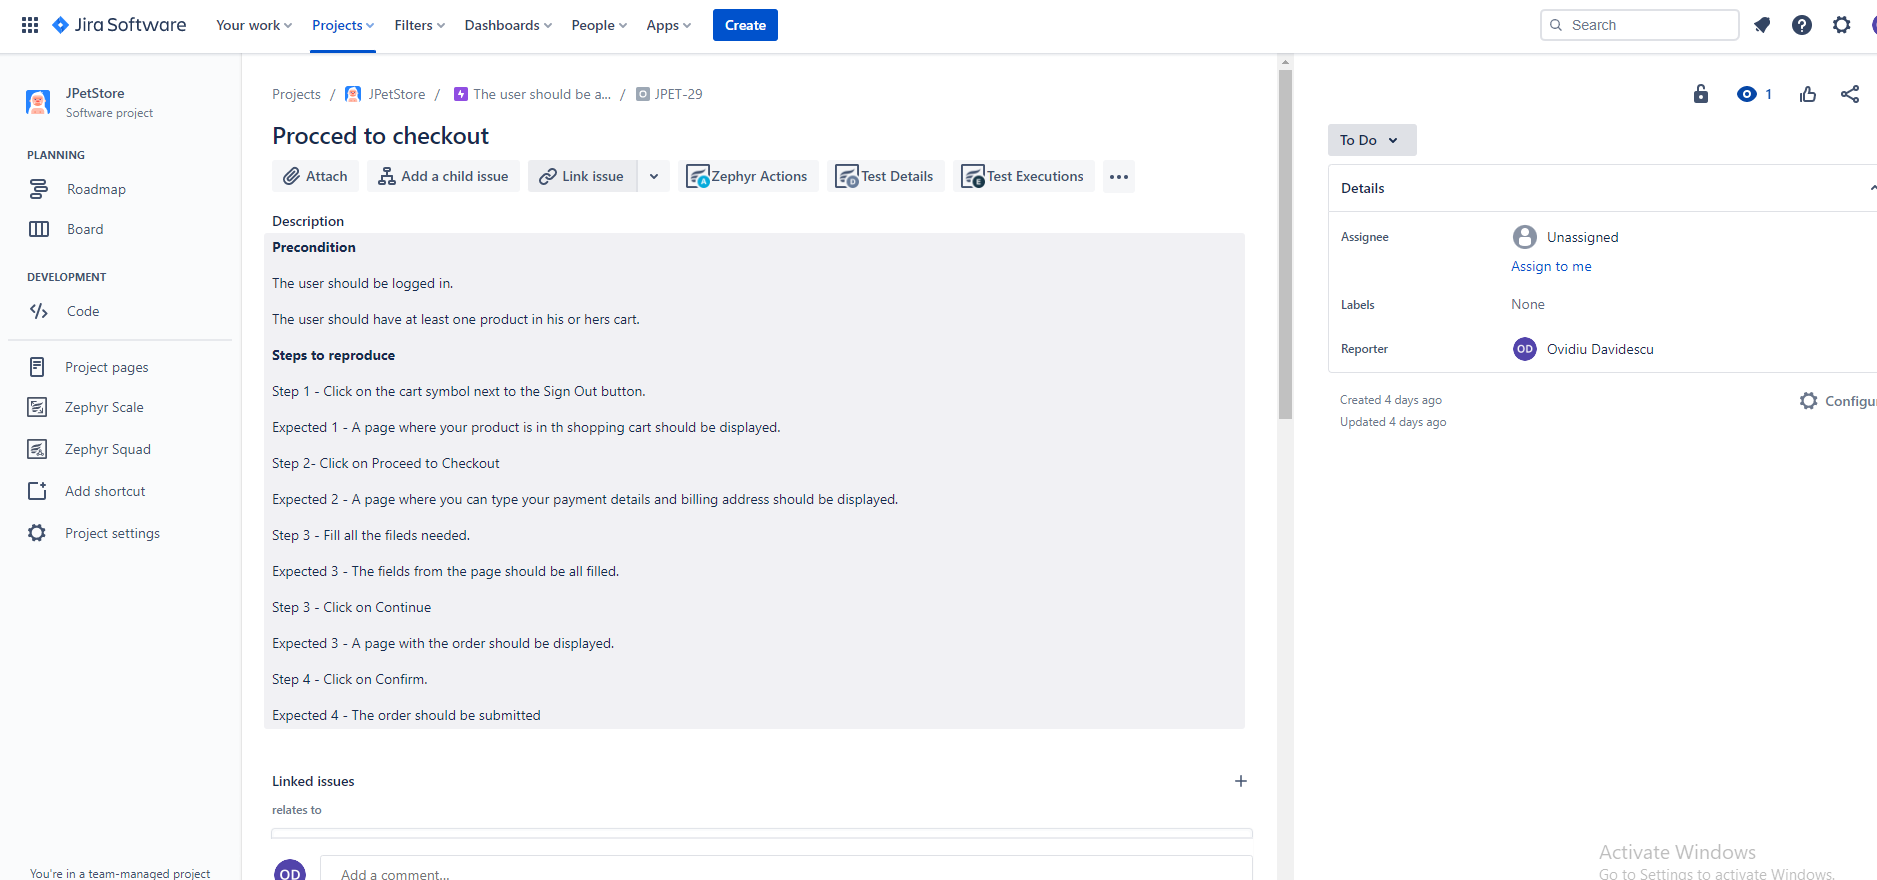 Jira Software
Your work
Projects
Filters
Dashboards
People
Apps
Create
Search
JPetStore
Software project
PLANNING
Roadmap
Board
DEVELOPMENT
Code
Project pages
Zephyr Scale
Zephyr Squad
Add shortcut
Project settings
You're in a team-managed project
Projects / JPetStore / The user should be a... / JPET-29
Procced to checkout
Attach
Add a child issue
Link issue
Zephyr Actions
Test Details
Test Executions
Description
Precondition
The user should be logged in.
The user should have at least one product in his or hers cart.
Steps to reproduce
Step 1 - Click on the cart symbol next to the Sign Out button.
Expected 1 - A page where your product is in th shopping cart should be displayed.
Step 2- Click on Proceed to Checkout
Expected 2 - A page where you can type your payment details and billing address should be displayed.
Step 3 - Fill all the fileds needed.
Expected 3 - The fields from the page should be all filled.
Step 3 - Click on Continue
Expected 3 - A page with the order should be displayed.
Step 4 - Click on Confirm.
Expected 4 - The order should be submitted
Linked issues
relates to
OD
Add a comment...
1
To Do
Details
Assignee
Unassigned
Assign to me
Labels
None
Reporter
OD Ovidiu Davidescu
Created 4 days ago
Updated 4 days ago
Configu
Activate Windows
Go to Settings to activate Windows.